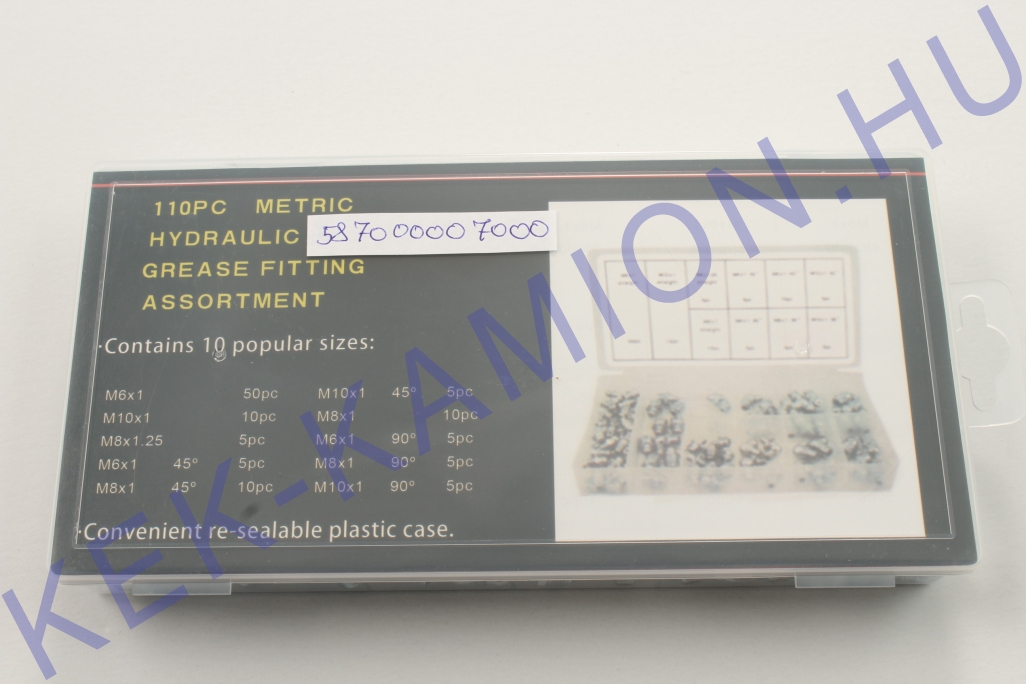 110PC METRIC
HYDRAULIC
587000007000
GREASE FITTING
ASSORTMENT
·Contains 10 popular sizes:
M6x1 50pc
M10x1 10pc
M8x1.25 5pc
M6x1 45° 5pc
M8x1 45° 10pc
M10x1 45° 5pc
M8x1 10pc
M6x1 90° 5pc
M8x1 90° 5pc
M10x1 90° 5pc
·Convenient re-sealable plastic case.
KEK-KAMION.HU